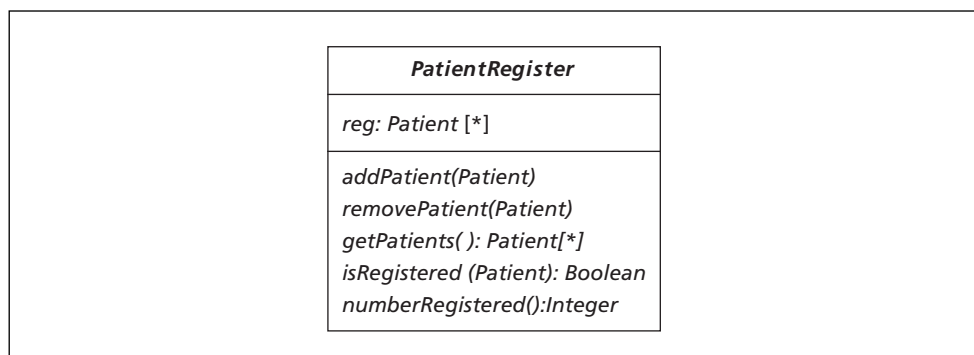 PatientRegister
reg: Patient [*]
addPatient(Patient)
removePatient(Patient)
getPatients( ): Patient[*]
isRegistered (Patient): Boolean
numberRegistered():Integer